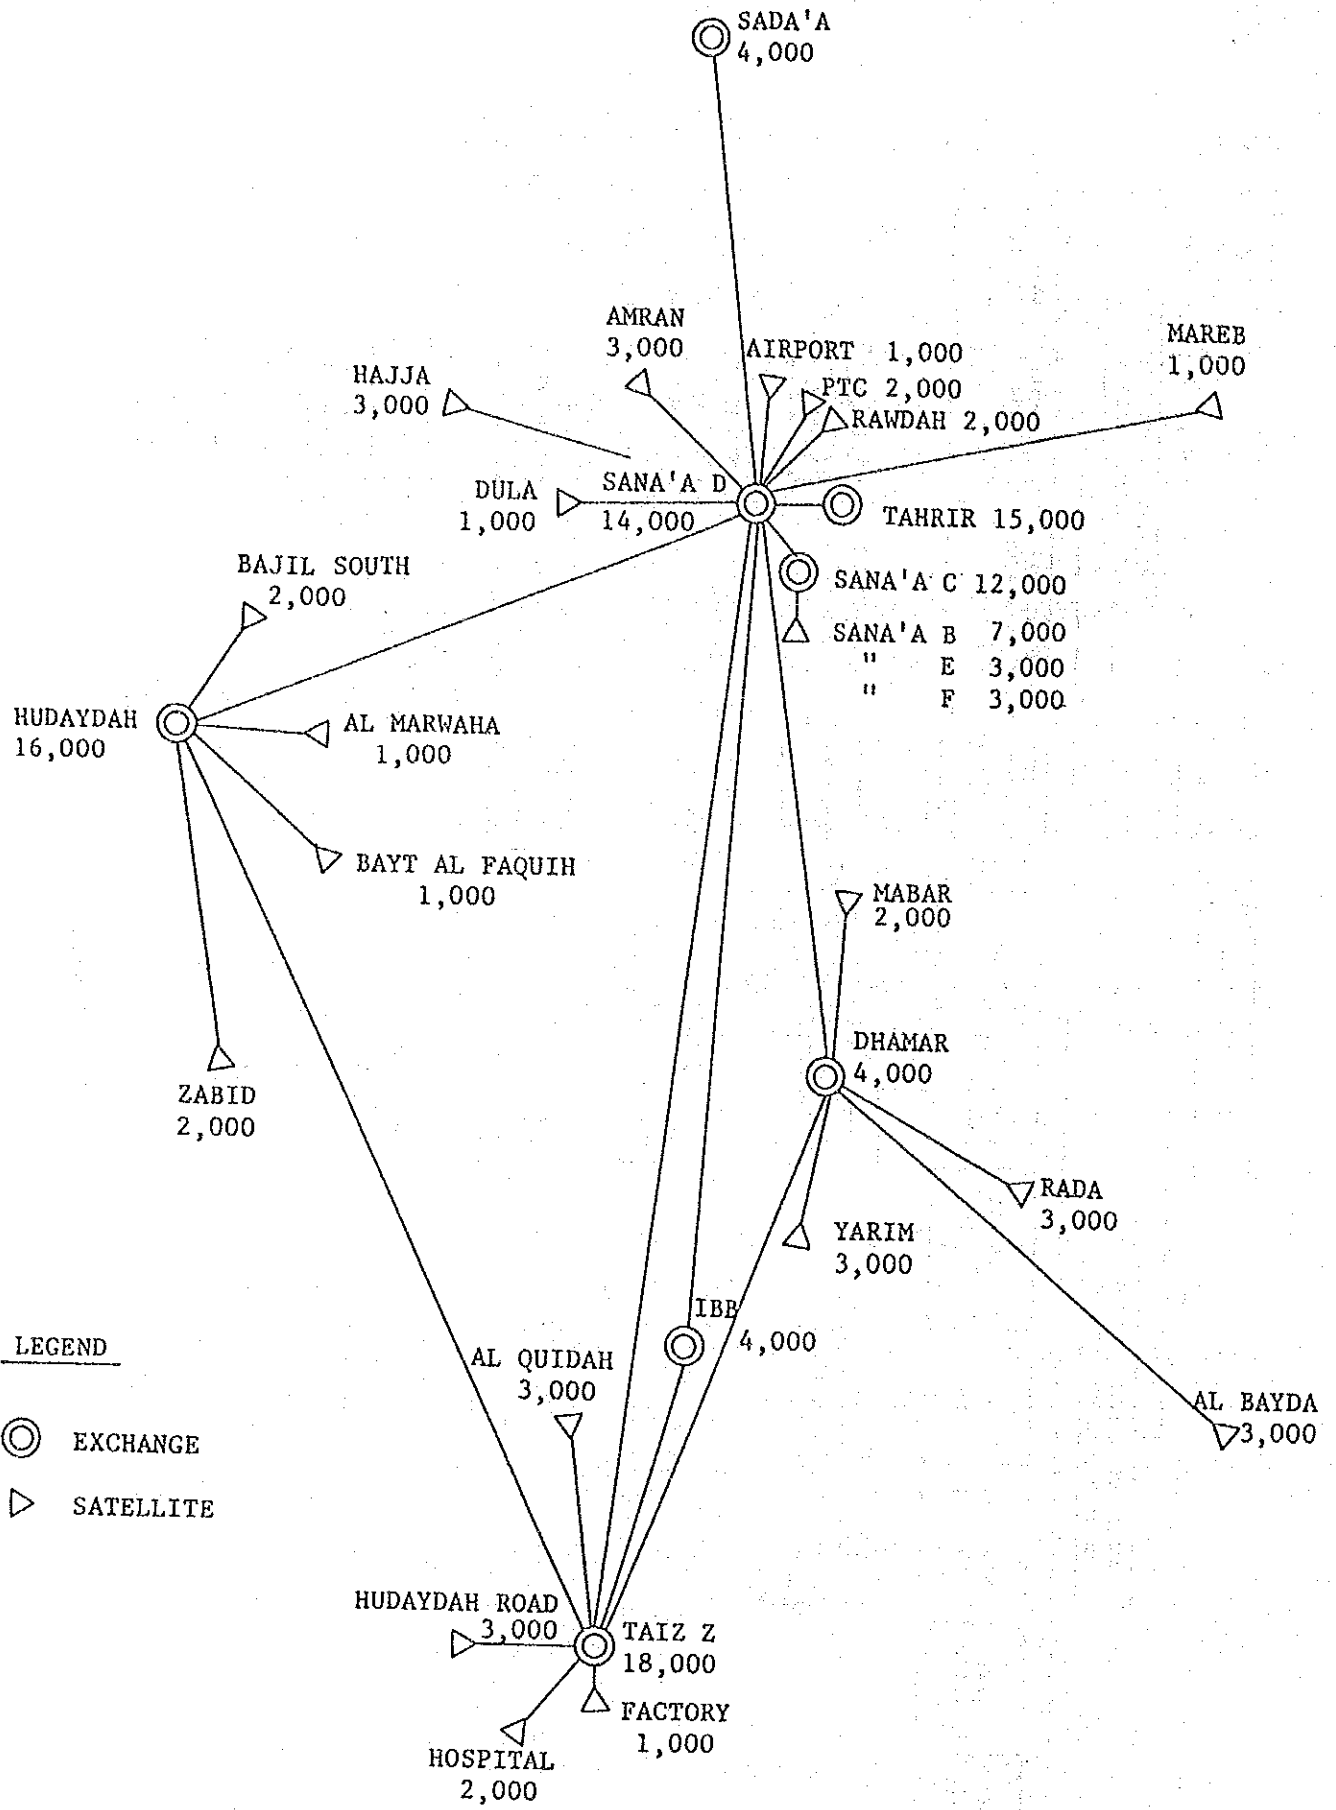 SADA'A
4,000
AMRAN
3,000
AIRPORT 1,000
MAREB
1,000
HAJJA
3,000
PTC 2,000
RAWDAH 2,000
DULA
1,000
SANA'A D
14,000
TAHRIR 15,000
BAJIL SOUTH
2,000
SANA'A C 12,000
SANA'A B 7,000
" E 3,000
" F 3,000
HUDAYDAH
16,000
AL MARWAHA
1,000
BAYT AL FAQUIH
1,000
MABAR
2,000
DHAMAR
4,000
ZABID
2,000
RADA
3,000
YARIM
3,000
IBB
4,000
LEGEND
AL QUIDAH
3,000
AL BAYDA
3,000
EXCHANGE
SATELLITE
HUDAYDAH ROAD
3,000
TAIZ Z
18,000
FACTORY
1,000
HOSPITAL
2,000